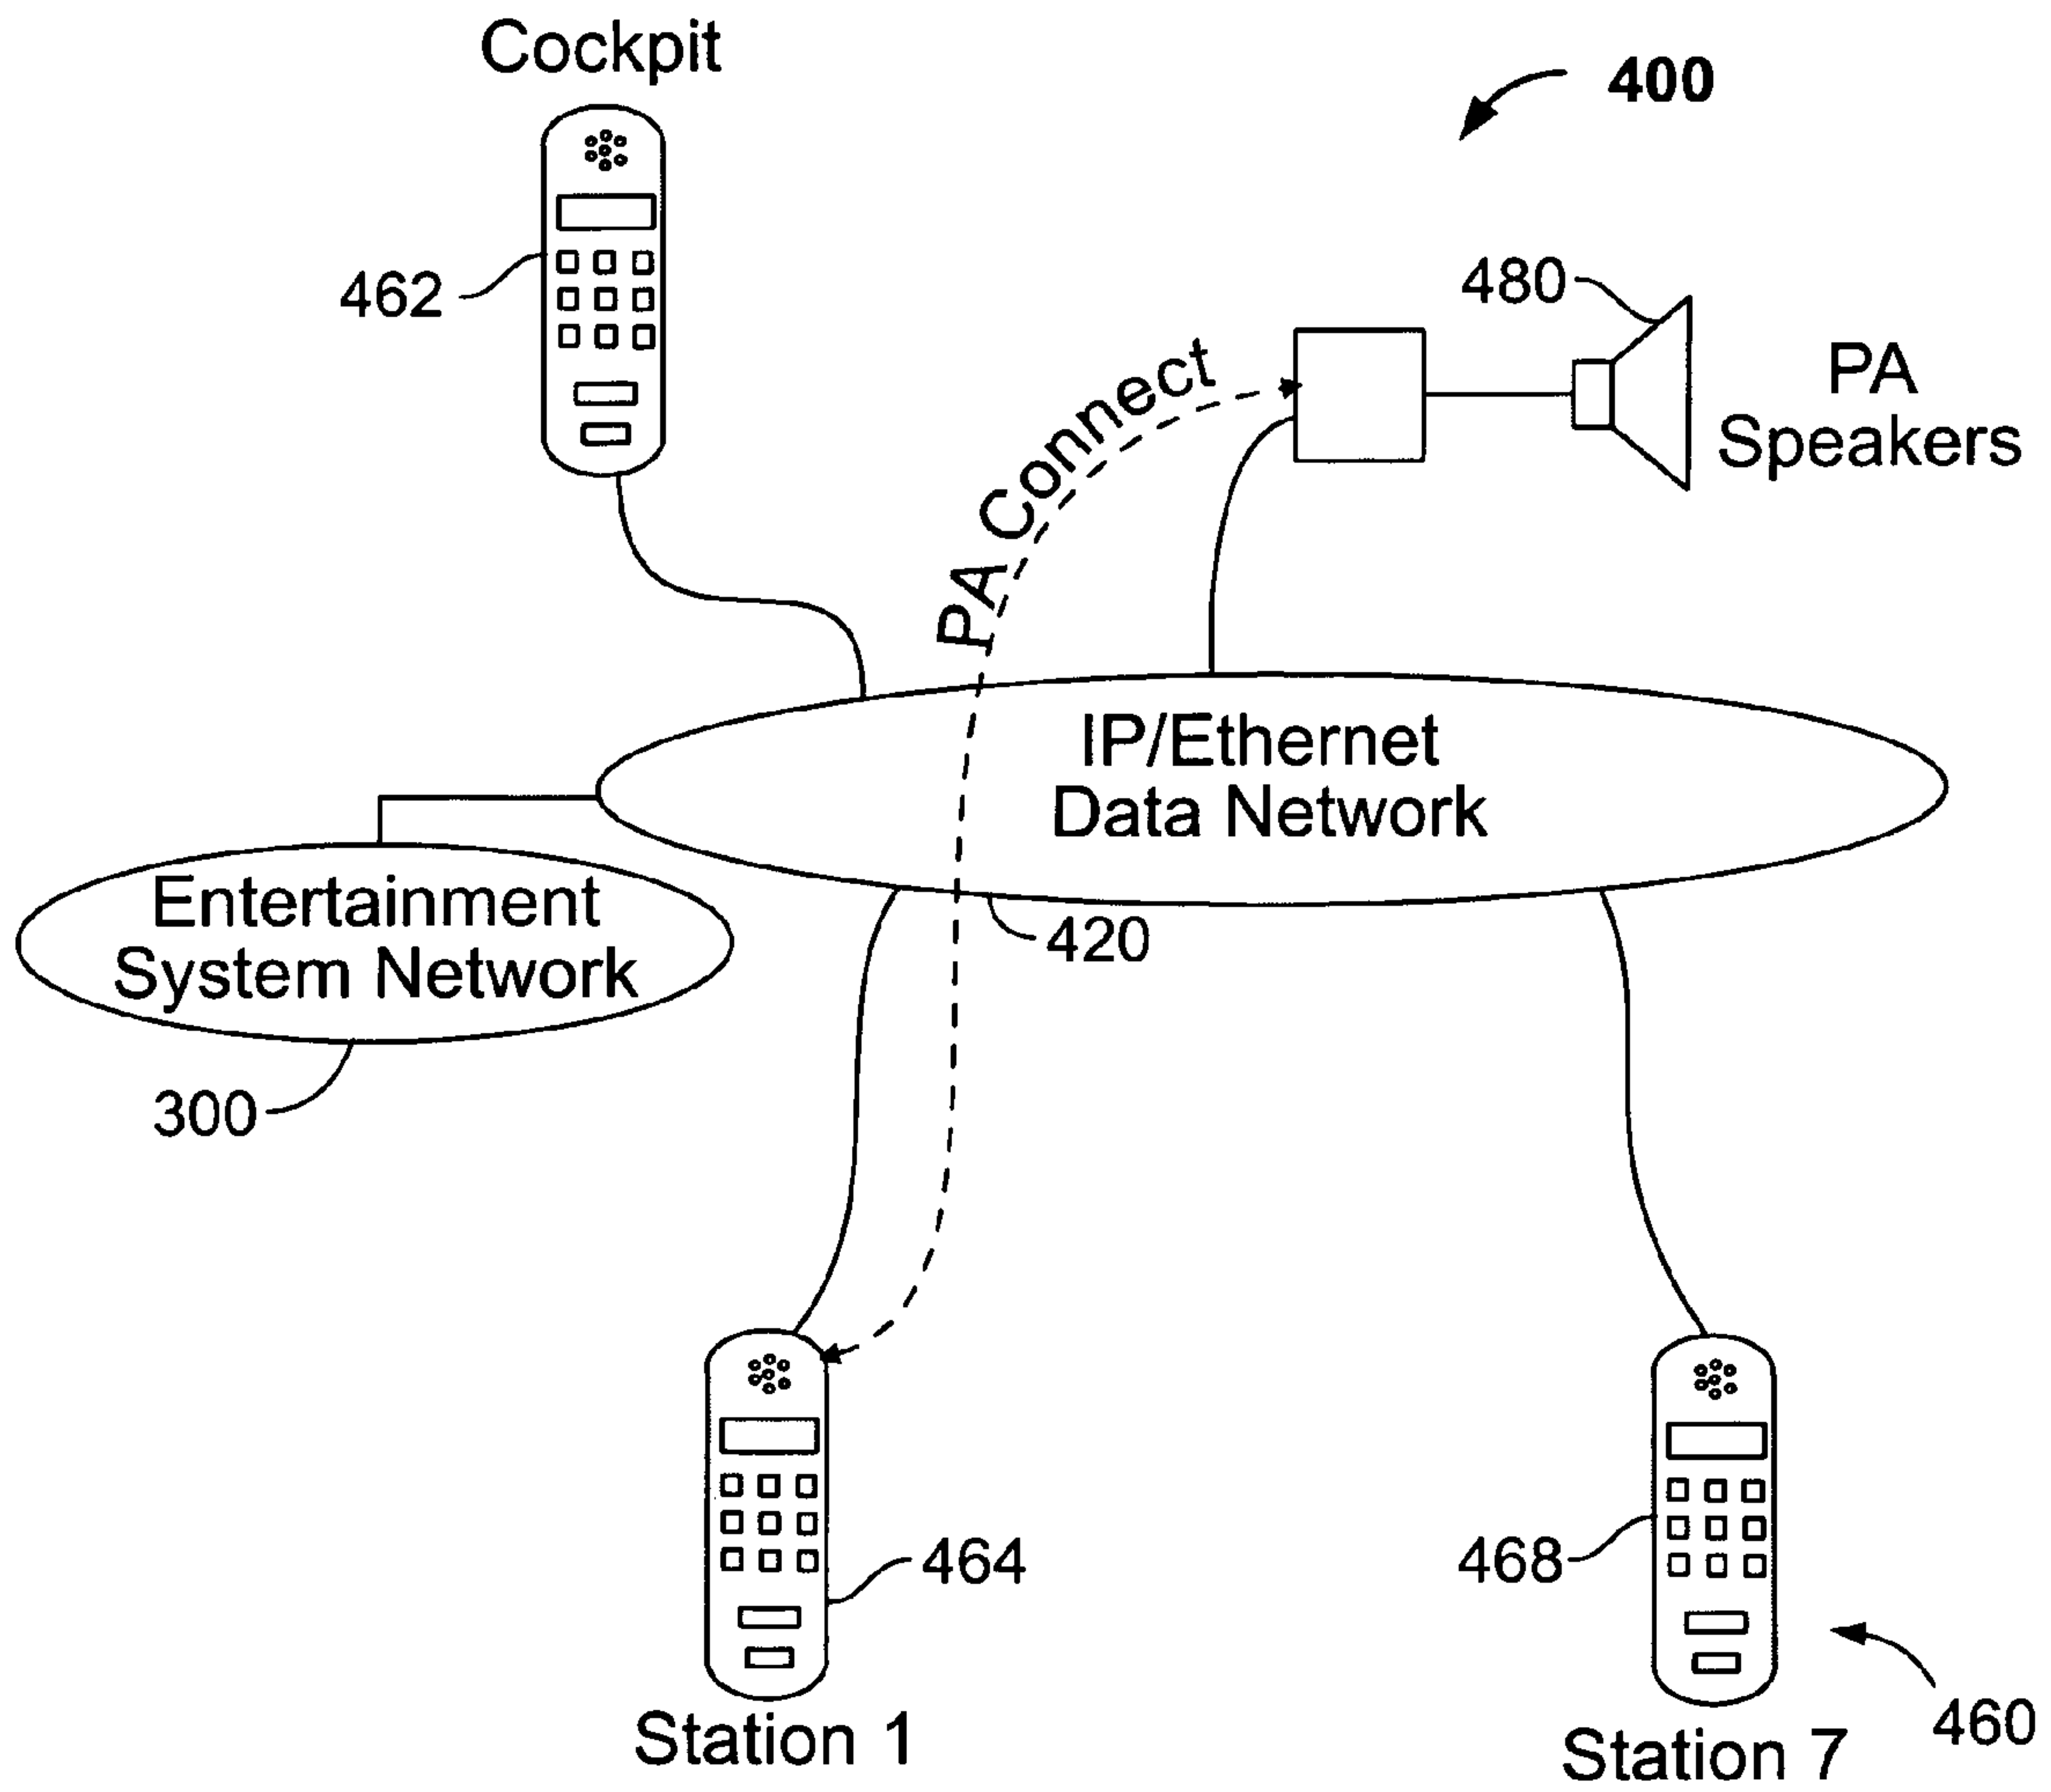 Cockpit
400
462
480
PA Connect
PA
Speakers
IP/Ethernet
Data Network
Entertainment
System Network
420
300
464
468
460
Station 1
Station 7